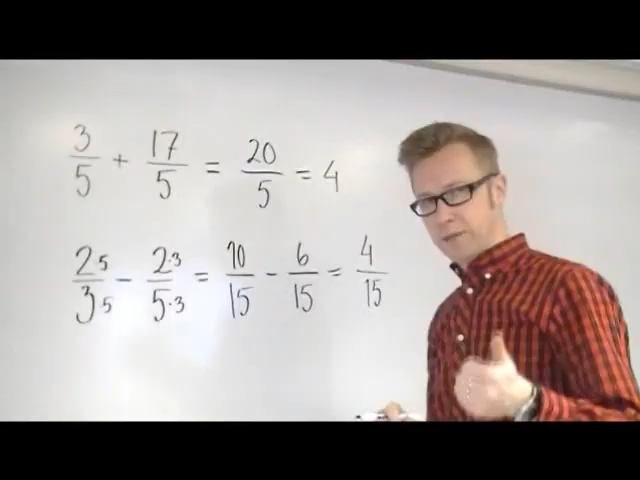 3/5 + 17/5 = 20/5 = 4
2·5/3·5 - 2·3/5·3 = 10/15 - 6/15 = 4/15